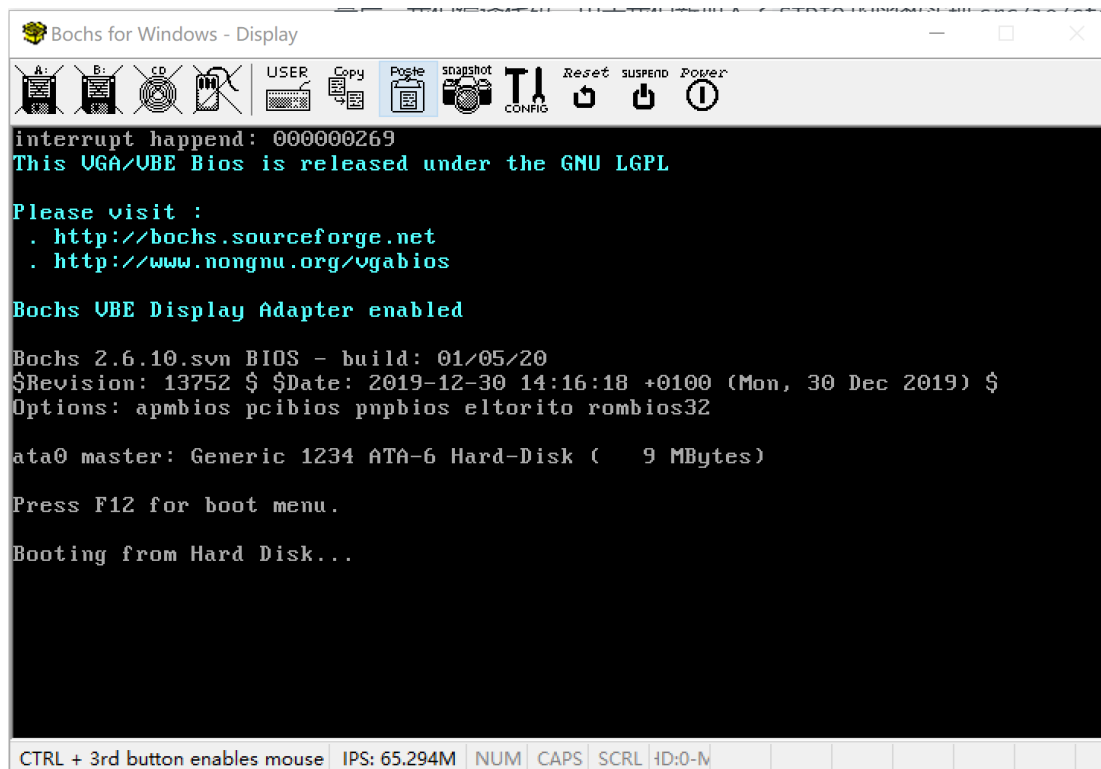 Bochs for Windows - Display
A: B: CD USER Copy Paste snapshot CONFIG Reset SUSPEND Power
interrupt happend: 000000269
This VGA/VBE Bios is released under the GNU LGPL
Please visit :
. http://bochs.sourceforge.net
. http://www.nongnu.org/vgabios
Bochs VBE Display Adapter enabled
Bochs 2.6.10.svn BIOS - build: 01/05/20
$Revision: 13752 $ $Date: 2019-12-30 14:16:18 +0100 (Mon, 30 Dec 2019) $
Options: apmbios pcibios pnpbios eltorito rombios32
ata0 master: Generic 1234 ATA-6 Hard-Disk (   9 MBytes)
Press F12 for boot menu.
Booting from Hard Disk...
CTRL + 3rd button enables mouse IPS: 65.294M NUM CAPS SCRL HD:0-M